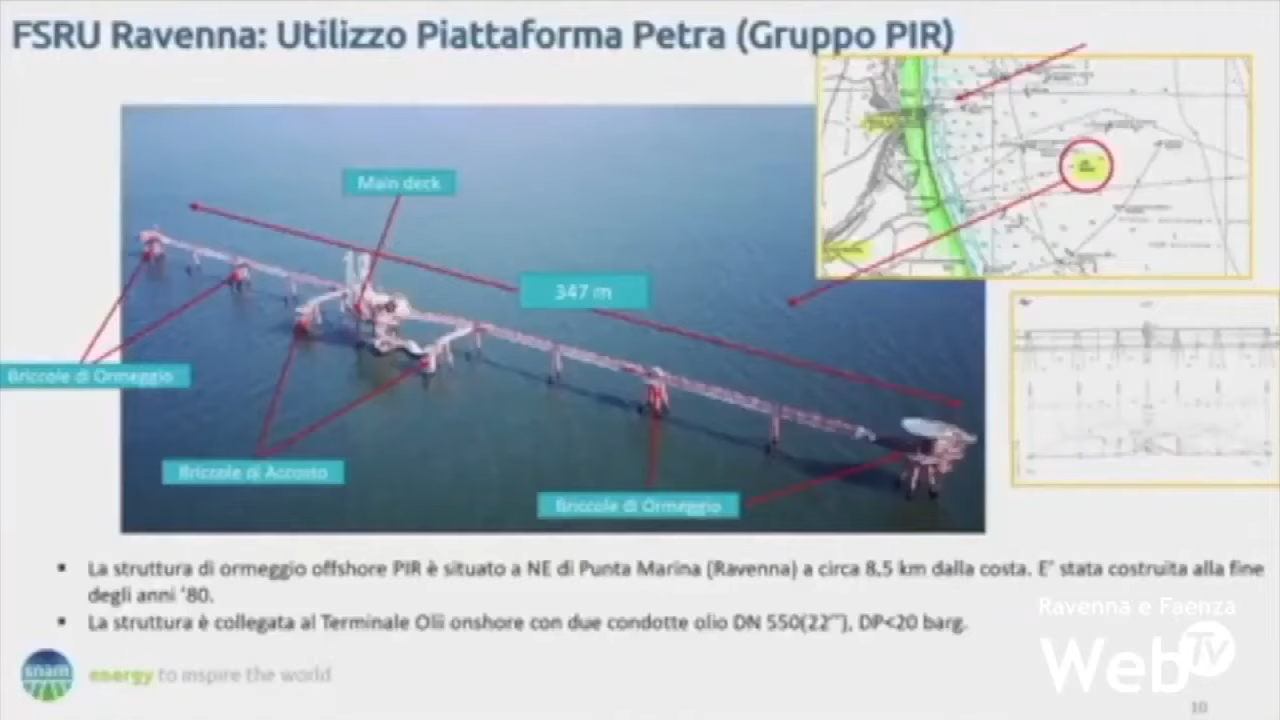 FSRU Ravenna: Utilizzo Piattaforma Petra (Gruppo PIR)
Main deck
347 m
Briccole di Ormeggio
Briccole di Accosto
Briccole di Ormeggio
▪ La struttura di ormeggio offshore PIR è situato a NE di Punta Marina (Ravenna) a circa 8,5 km dalla costa. E' stata costruita alla fine
degli anni '80.
▪ La struttura è collegata al Terminale Olii onshore con due condotte olio DN 550(22"), DP<20 barg.
snam
energy to inspire the world
Ravenna e Faenza
Web Tv
10